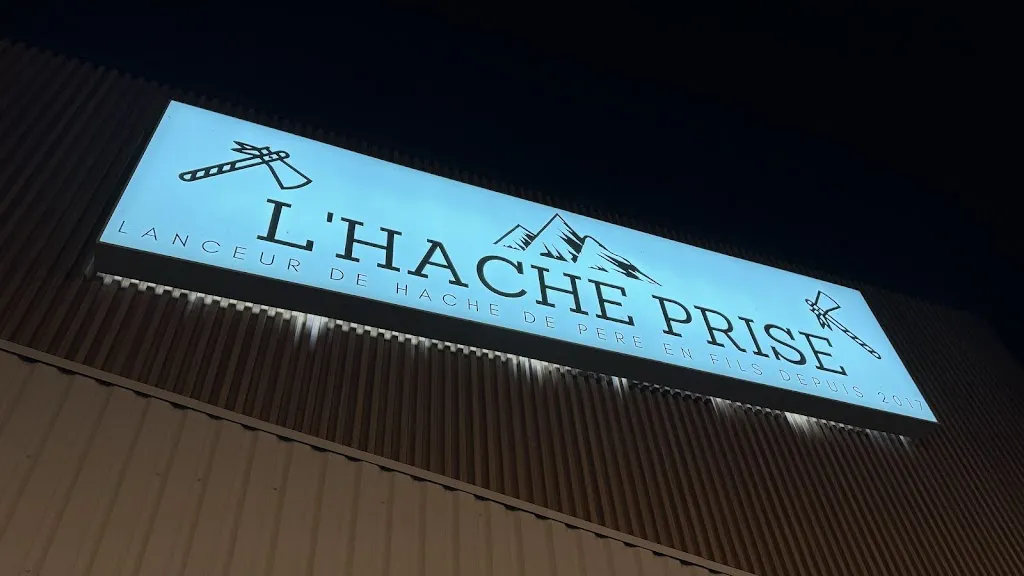 L'HACHE PRISE
LANCEUR DE HACHE DE PERE EN FILS DEPUIS 2017